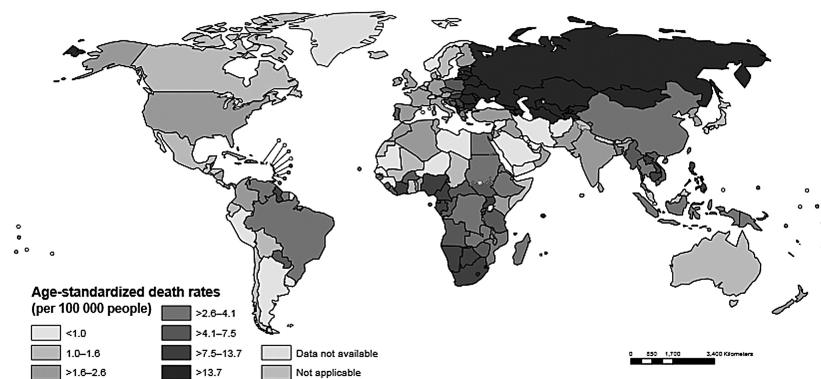 Age-standardized death rates
(per 100 000 people)
<1.0
1.0–1.6
>1.6–2.6
>2.6–4.1
>4.1–7.5
>7.5–13.7
>13.7
Data not available
Not applicable
0 850 1,700 3,400 Kilometers